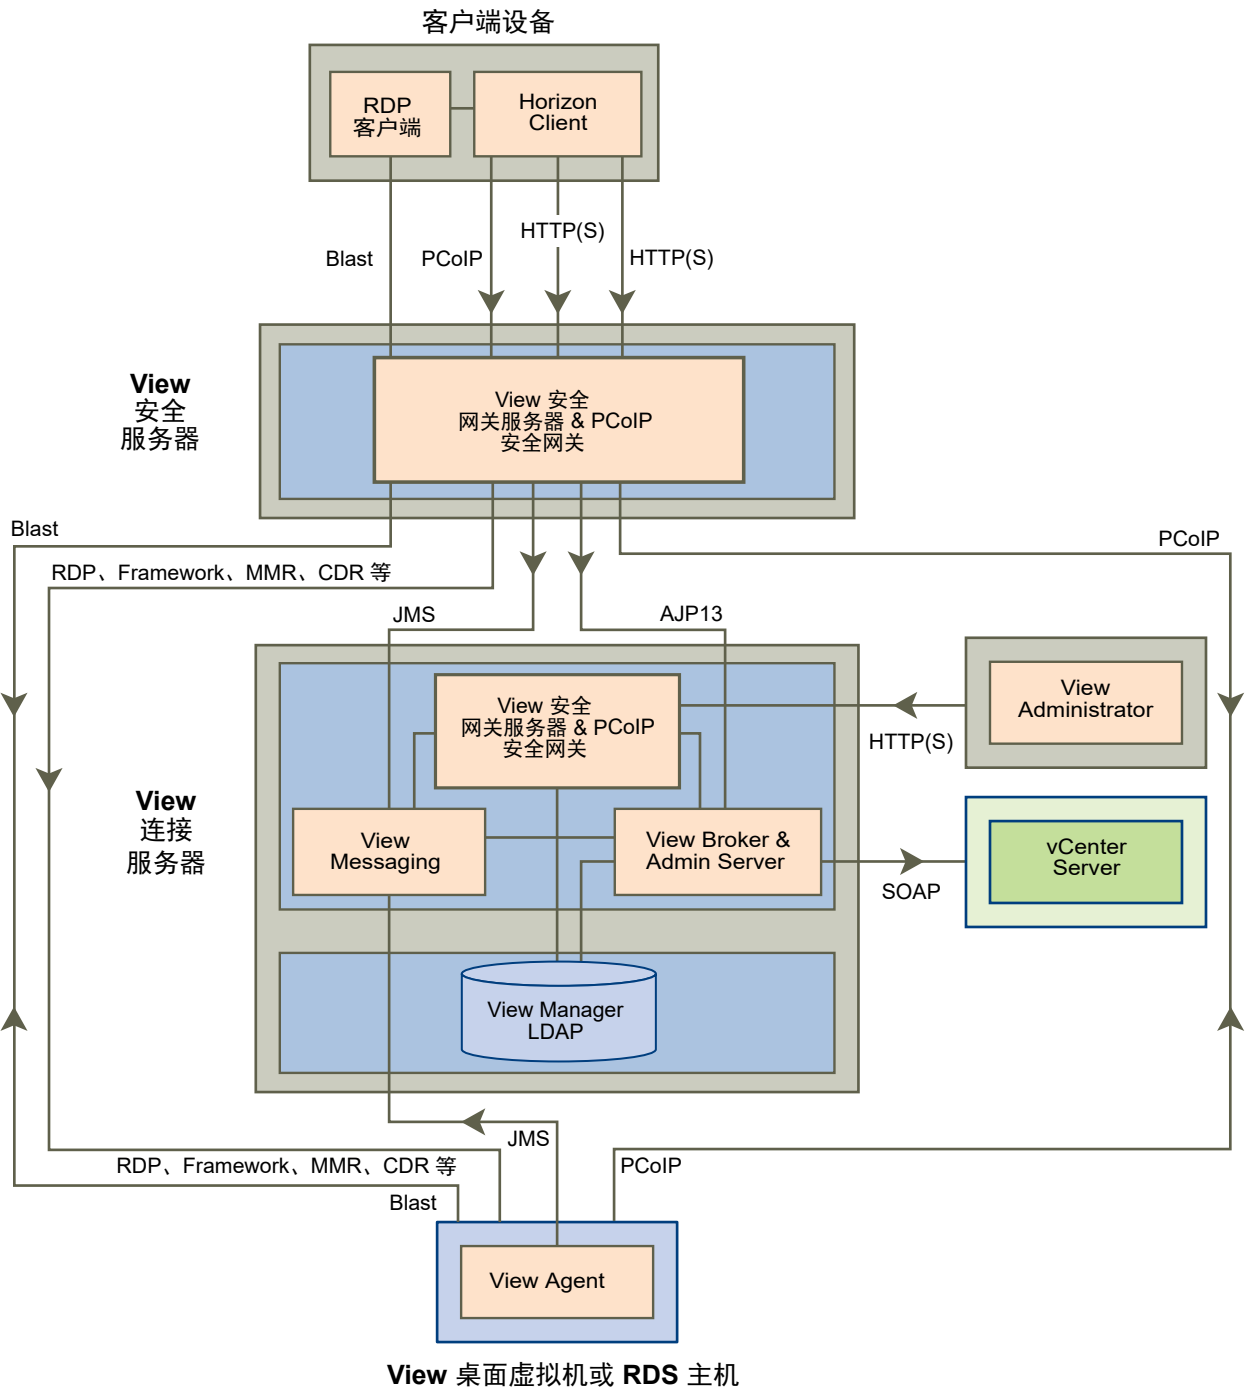 客户端设备
RDP
客户端
Horizon
Client
Blast
PCoIP
HTTP(S)
HTTP(S)
View
安全
服务器
View 安全
网关服务器 & PCoIP
安全网关
Blast
RDP、Framework、MMR、CDR 等
JMS
AJP13
PCoIP
View
连接
服务器
View 安全
网关服务器 & PCoIP
安全网关
HTTP(S)
View
Administrator
View
Messaging
View Broker &
Admin Server
SOAP
vCenter
Server
View Manager
LDAP
JMS
RDP、Framework、MMR、CDR 等
Blast
PCoIP
View Agent
View 桌面虚拟机或 RDS 主机